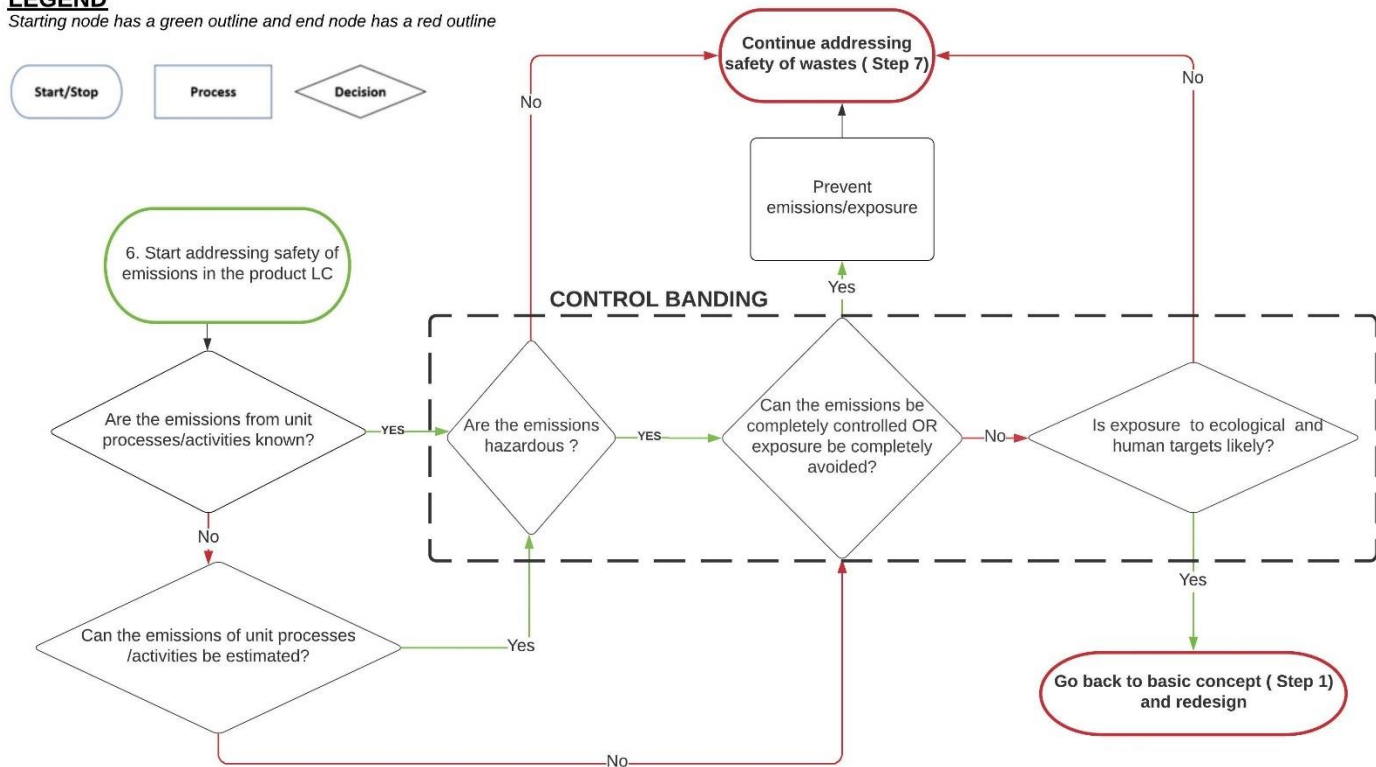 LEGEND
Starting node has a green outline and end node has a red outline
Start/Stop
Process
Decision
Continue addressing
safety of wastes ( Step 7)
No
No
Prevent
emissions/exposure
6. Start addressing safety of
emissions in the product LC
Yes
CONTROL BANDING
Are the emissions from unit
processes/activities known?
YES
Are the emissions
hazardous ?
YES
Can the emissions be
completely controlled OR
exposure be completely
avoided?
No
Is exposure to ecological and
human targets likely?
No
Yes
Can the emissions of unit processes
/activities be estimated?
Yes
Go back to basic concept ( Step 1)
and redesign
No